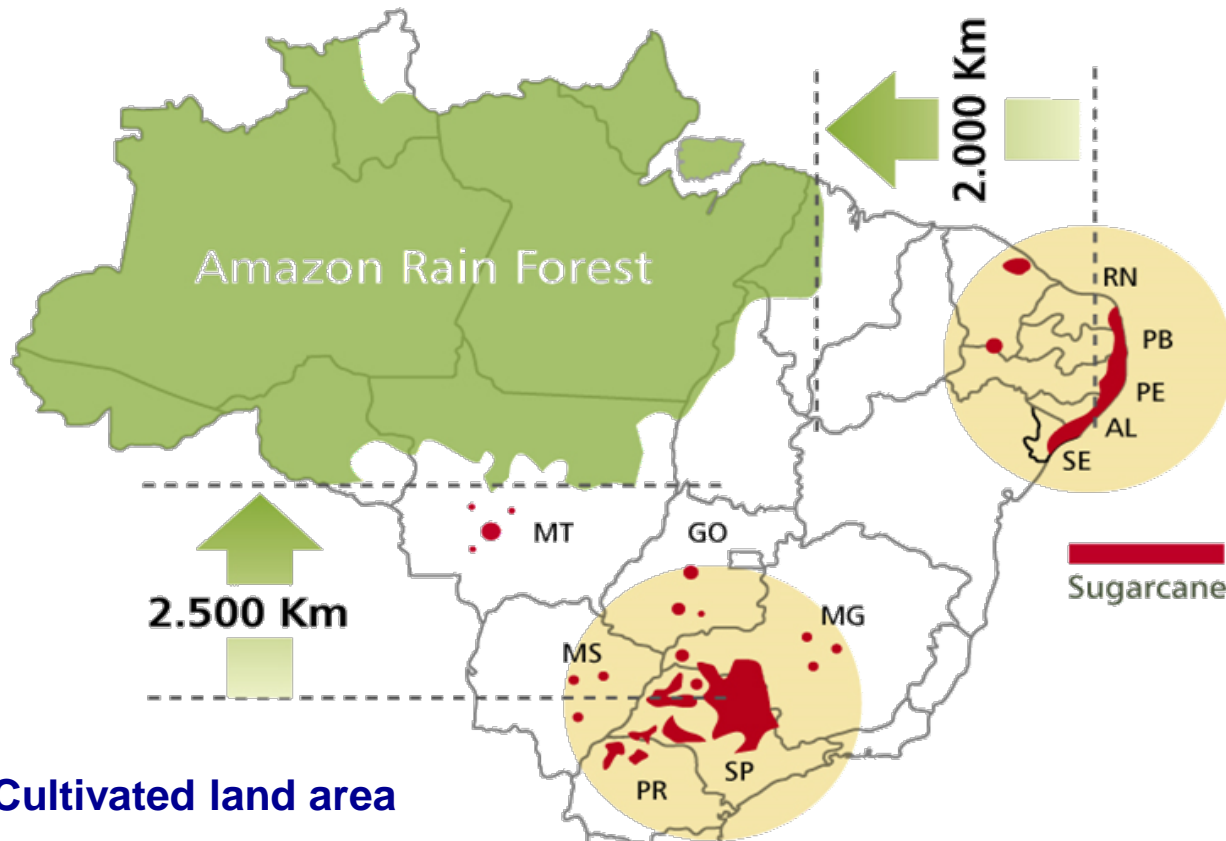 2.000 Km
Amazon Rain Forest
RN
PB
PE
AL
SE
MT
GO
Sugarcane
2.500 Km
MG
MS
SP
PR
Cultivated land area